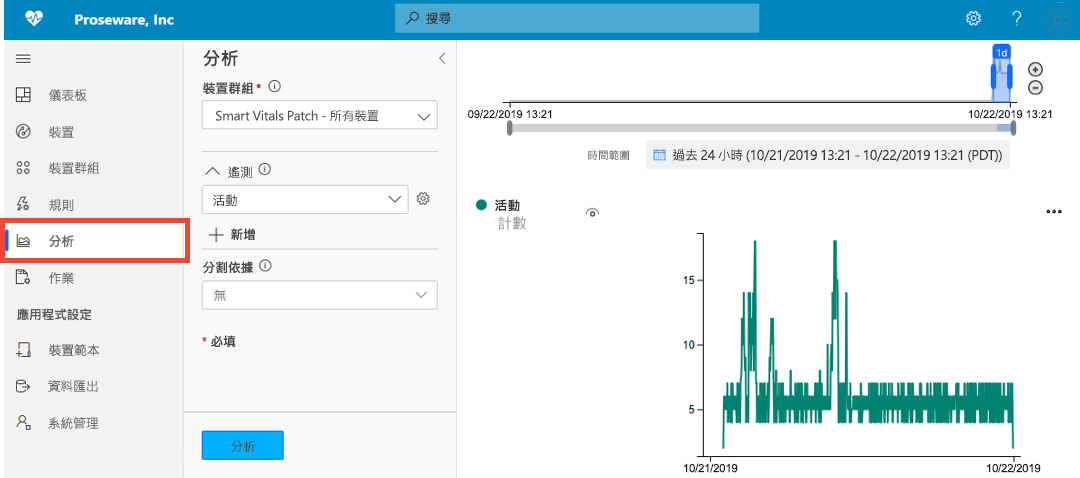 Proseware, Inc
搜尋
?
儀表板
裝置
裝置群組
規則
分析
作業
應用程式設定
裝置範本
資料匯出
系統管理
分析
裝置群組*
Smart Vitals Patch - 所有裝置
遙測
活動
新增
分割依據
無
* 必填
分析
1d
09/22/2019 13:21
10/22/2019 13:21
時間範圍
過去 24 小時 (10/21/2019 13:21 - 10/22/2019 13:21 (PDT))
活動
計數
15
10
5
10/21/2019
10/22/2019